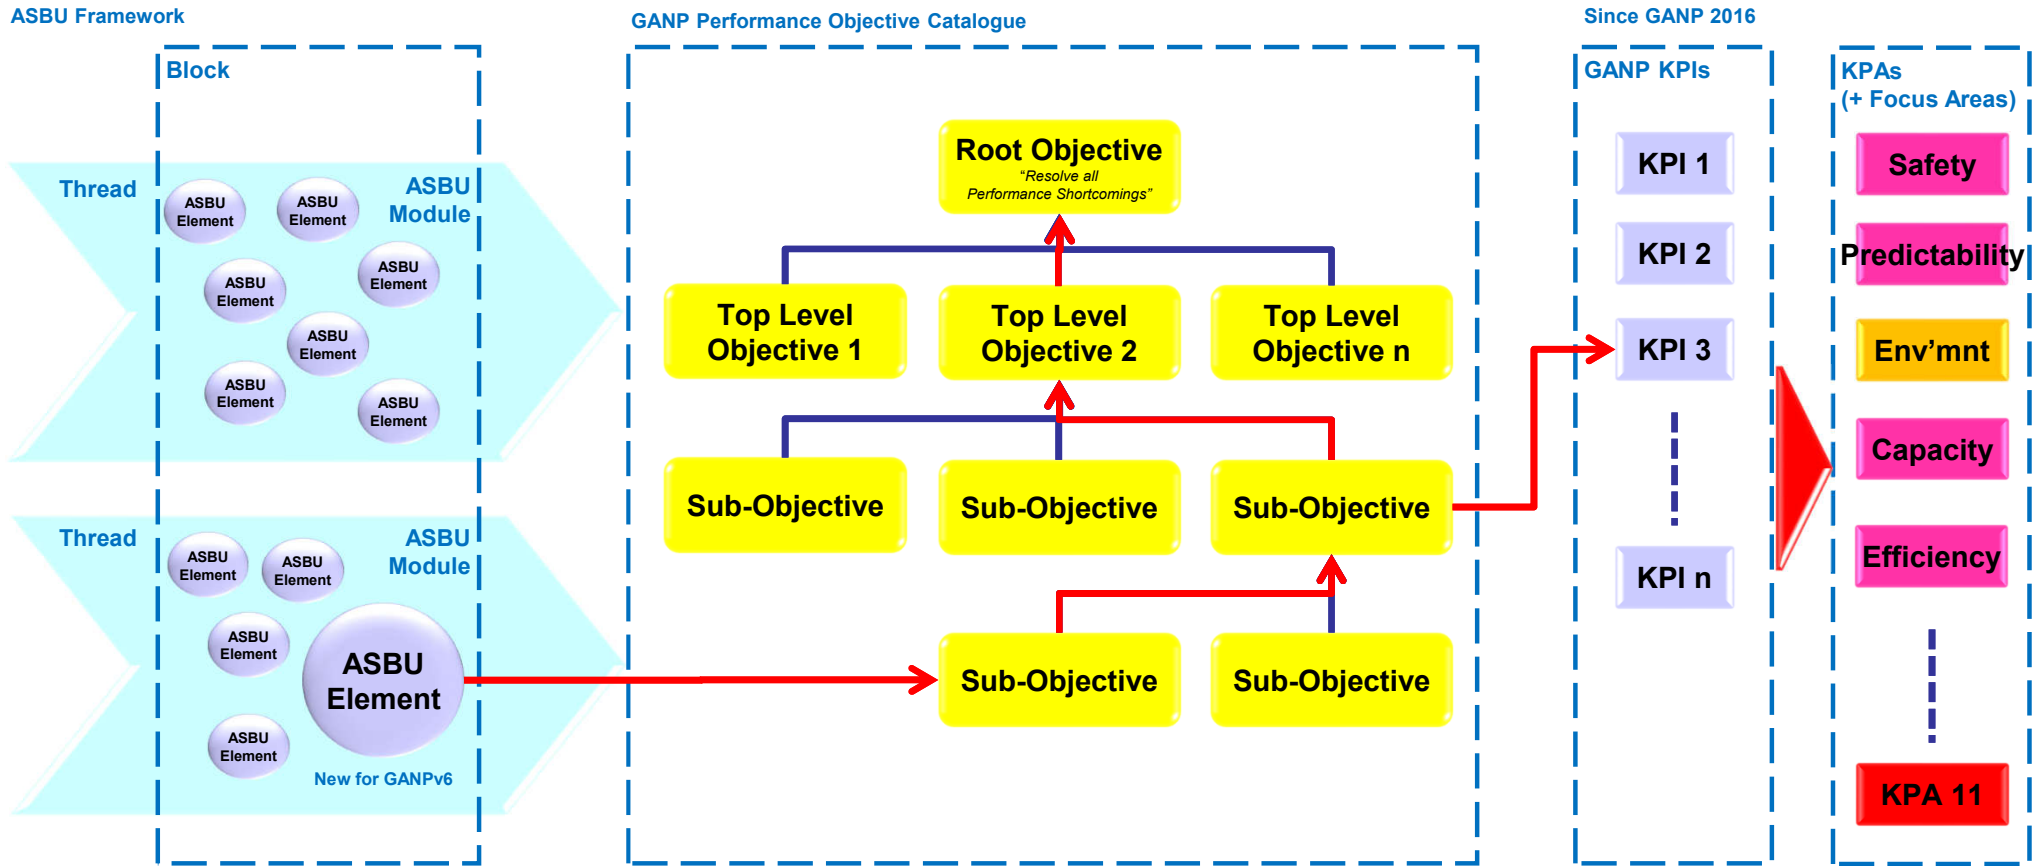 ASBU Framework
GANP Performance Objective Catalogue
Since GANP 2016
Block
GANP KPIs
KPAs
(+ Focus Areas)
Thread
ASBU
Module
ASBU
Element
ASBU
Element
ASBU
Element
ASBU
Element
ASBU
Element
ASBU
Element
ASBU
Element
Thread
ASBU
Module
ASBU
Element
ASBU
Element
ASBU
Element
ASBU
Element
ASBU
Element
New for GANPv6
Root Objective
“Resolve all
Performance Shortcomings”
Top Level
Objective 1
Top Level
Objective 2
Top Level
Objective n
Sub-Objective
Sub-Objective
Sub-Objective
Sub-Objective
Sub-Objective
KPI 1
KPI 2
KPI 3
KPI n
Safety
Predictability
Env’mnt
Capacity
Efficiency
KPA 11